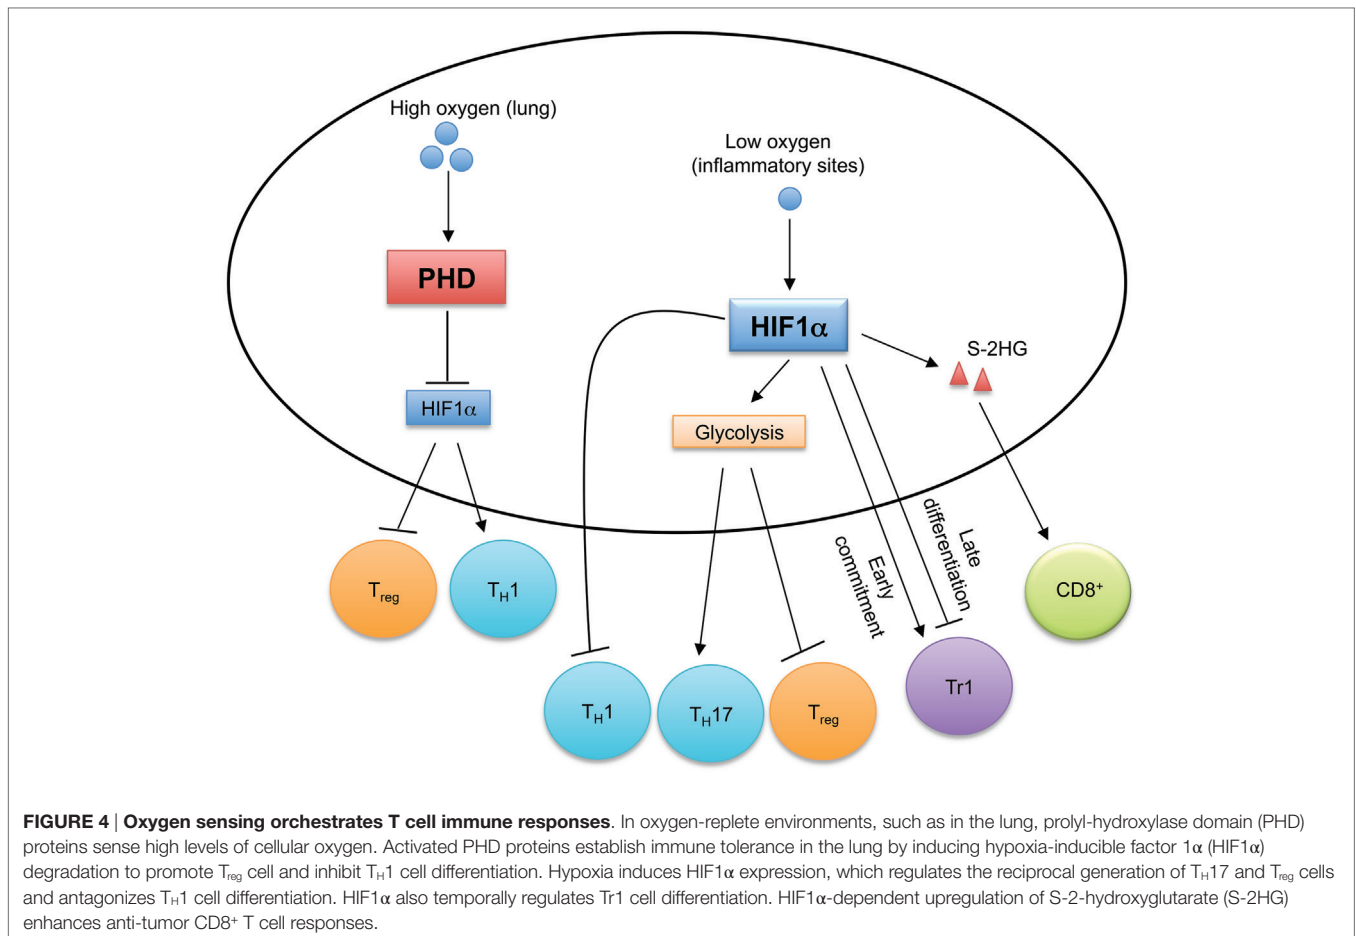 High oxygen (lung)
Low oxygen
(inflammatory sites)
PHD
HIF1α
S-2HG
HIF1α
Glycolysis
Early
commitment
Late
differentiation
Treg
TH1
CD8+
TH1
TH17
Treg
Tr1
FIGURE 4 | Oxygen sensing orchestrates T cell immune responses. In oxygen-replete environments, such as in the lung, prolyl-hydroxylase domain (PHD)
proteins sense high levels of cellular oxygen. Activated PHD proteins establish immune tolerance in the lung by inducing hypoxia-inducible factor 1α (HIF1α)
degradation to promote Treg cell and inhibit TH1 cell differentiation. Hypoxia induces HIF1α expression, which regulates the reciprocal generation of TH17 and Treg cells
and antagonizes TH1 cell differentiation. HIF1α also temporally regulates Tr1 cell differentiation. HIF1α-dependent upregulation of S-2-hydroxyglutarate (S-2HG)
enhances anti-tumor CD8+ T cell responses.